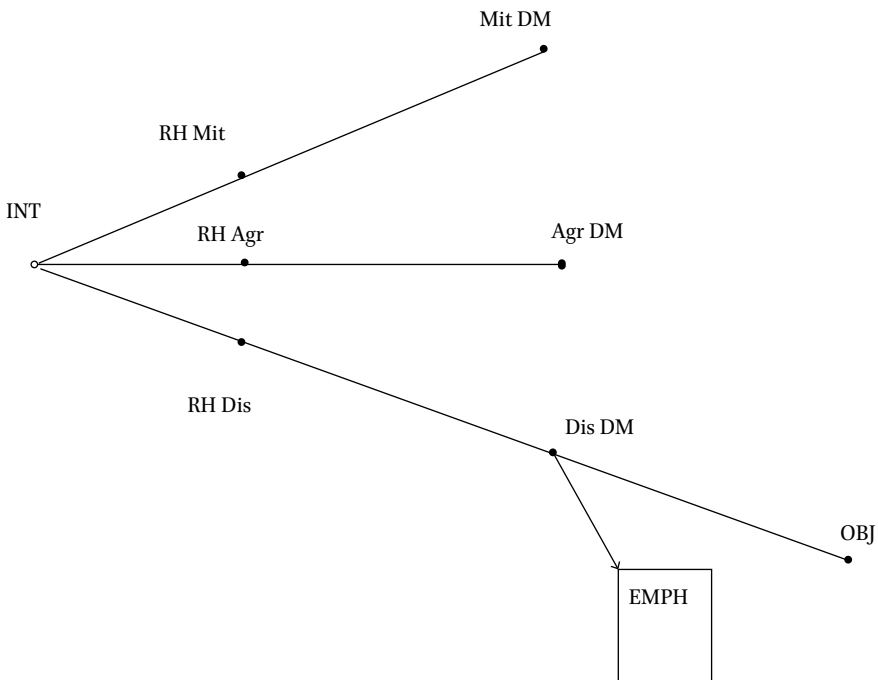 Mit DM
RH Mit
INT
RH Agr
Agr DM
RH Dis
Dis DM
OBJ
EMPH